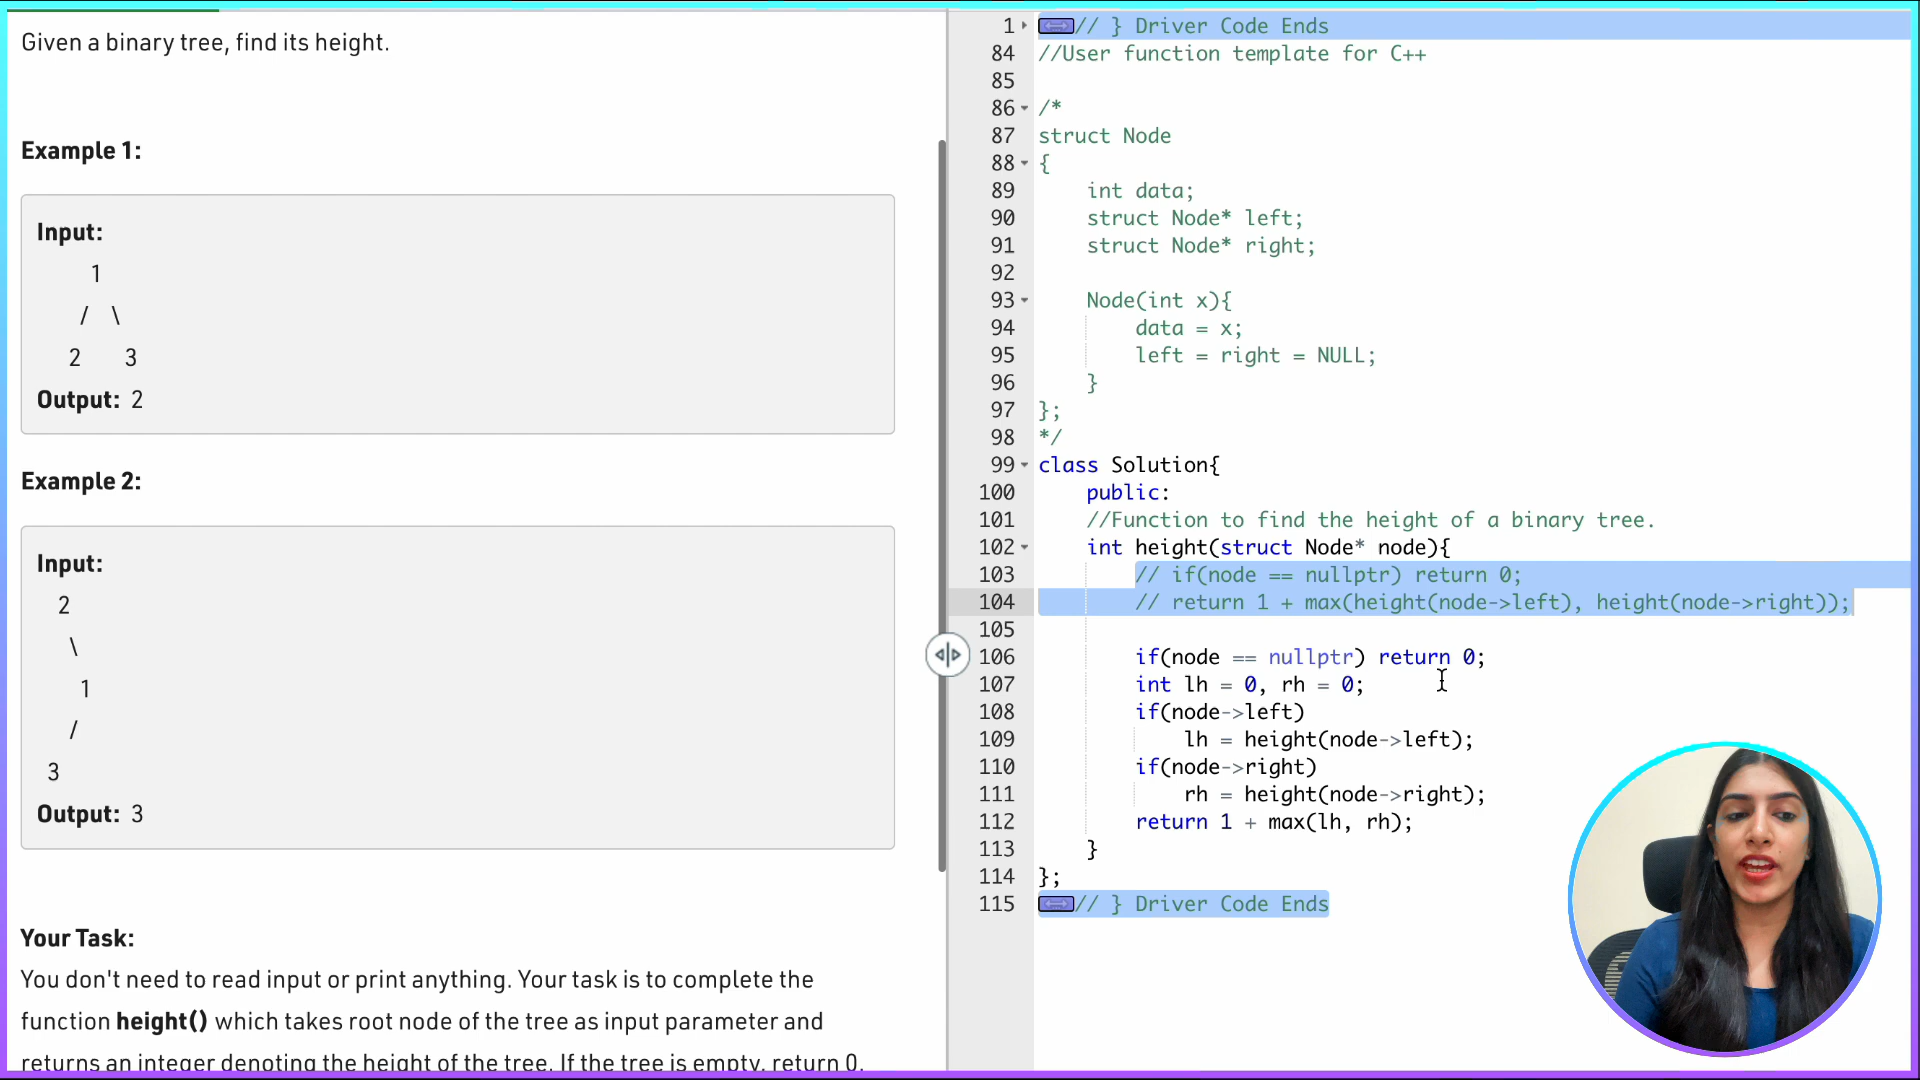 Given a binary tree, find its height.
Example 1:
Input:
1
/ \
2 3
Output: 2
Example 2:
Input:
2
\
1
/
3
Output: 3
Your Task:
You don't need to read input or print anything. Your task is to complete the
function height() which takes root node of the tree as input parameter and
returns an integer denoting the height of the tree. If the tree is empty, return 0.
1 // } Driver Code Ends
84 //User function template for C++
85
86 /*
87 struct Node
88 {
89 int data;
90 struct Node* left;
91 struct Node* right;
92
93 Node(int x){
94 data = x;
95 left = right = NULL;
96 }
97 };
98 */
99 class Solution{
100 public:
101 //Function to find the height of a binary tree.
102 int height(struct Node* node){
103 // if(node == nullptr) return 0;
104 // return 1 + max(height(node->left), height(node->right));
105
106 if(node == nullptr) return 0;
107 int lh = 0, rh = 0;
108 if(node->left)
109 lh = height(node->left);
110 if(node->right)
111 rh = height(node->right);
112 return 1 + max(lh, rh);
113 }
114 };
115 // } Driver Code Ends